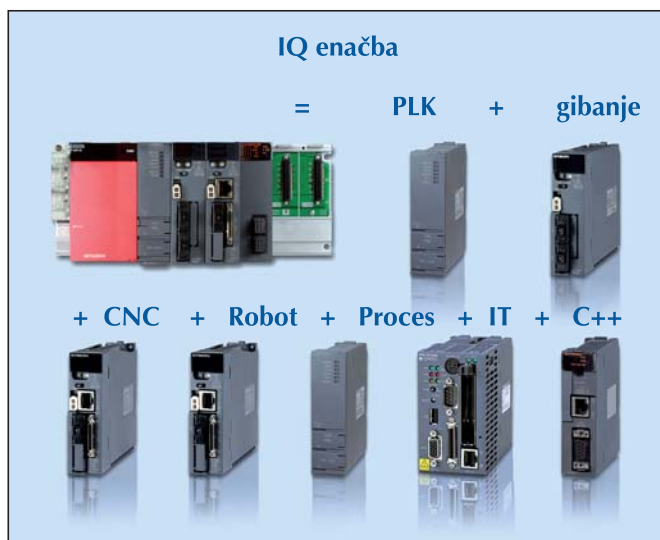 IQ enačba
= PLK + gibanje
+ CNC + Robot + Proces + IT + C++